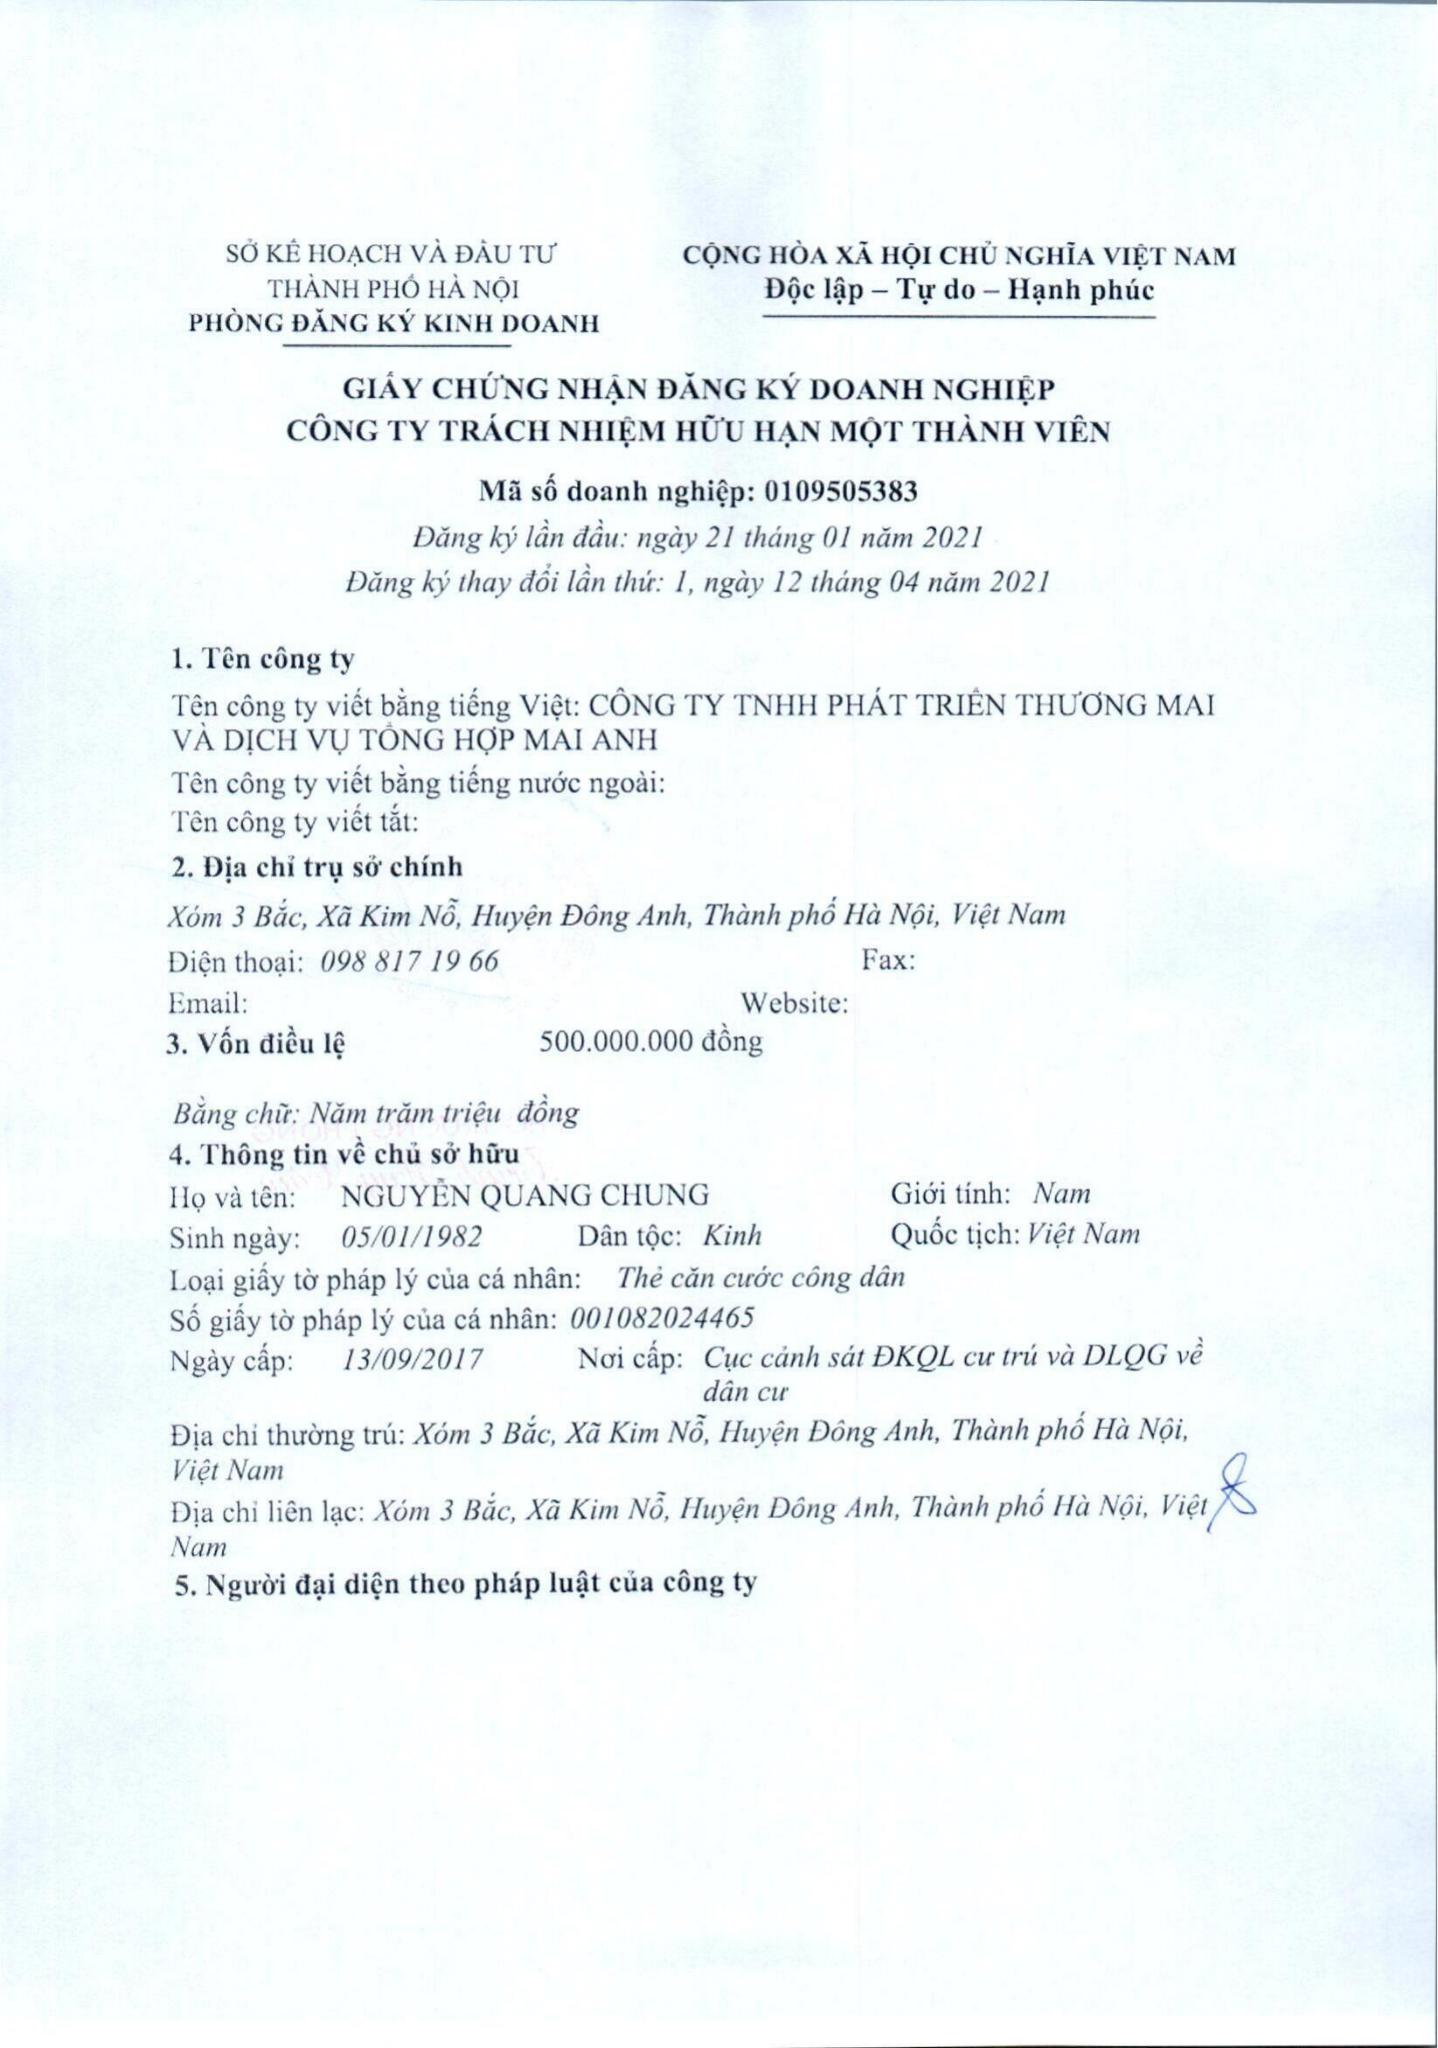 SỞ KẾ HOẠCH VÀ ĐẦU TƯ
THÀNH PHỐ HÀ NỘI
PHÒNG ĐĂNG KÝ KINH DOANH
CỘNG HÒA XÃ HỘI CHỦ NGHĨA VIỆT NAM
Độc lập – Tự do – Hạnh phúc
GIẤY CHỨNG NHẬN ĐĂNG KÝ DOANH NGHIỆP
CÔNG TY TRÁCH NHIỆM HỮU HẠN MỘT THÀNH VIÊN
Mã số doanh nghiệp: 0109505383
Đăng ký lần đầu: ngày 21 tháng 01 năm 2021
Đăng ký thay đổi lần thứ: 1, ngày 12 tháng 04 năm 2021
1. Tên công ty
Tên công ty viết bằng tiếng Việt: CÔNG TY TNHH PHÁT TRIỂN THƯƠNG MẠI
VÀ DỊCH VỤ TỔNG HỢP MAI ANH
Tên công ty viết bằng tiếng nước ngoài:
Tên công ty viết tắt:
2. Địa chỉ trụ sở chính
Xóm 3 Bắc, Xã Kim Nỗ, Huyện Đông Anh, Thành phố Hà Nội, Việt Nam
Điện thoại: 098 817 19 66 Fax:
Email: Website:
3. Vốn điều lệ 500.000.000 đồng
Bằng chữ: Năm trăm triệu đồng
4. Thông tin về chủ sở hữu
Họ và tên: NGUYỄN QUANG CHUNG Giới tính: Nam
Sinh ngày: 05/01/1982 Dân tộc: Kinh Quốc tịch: Việt Nam
Loại giấy tờ pháp lý của cá nhân: Thẻ căn cước công dân
Số giấy tờ pháp lý của cá nhân: 001082024465
Ngày cấp: 13/09/2017 Nơi cấp: Cục cảnh sát ĐKQL cư trú và DLQG về
dân cư
Địa chỉ thường trú: Xóm 3 Bắc, Xã Kim Nỗ, Huyện Đông Anh, Thành phố Hà Nội,
Việt Nam
Địa chỉ liên lạc: Xóm 3 Bắc, Xã Kim Nỗ, Huyện Đông Anh, Thành phố Hà Nội, Việt
Nam
5. Người đại diện theo pháp luật của công ty